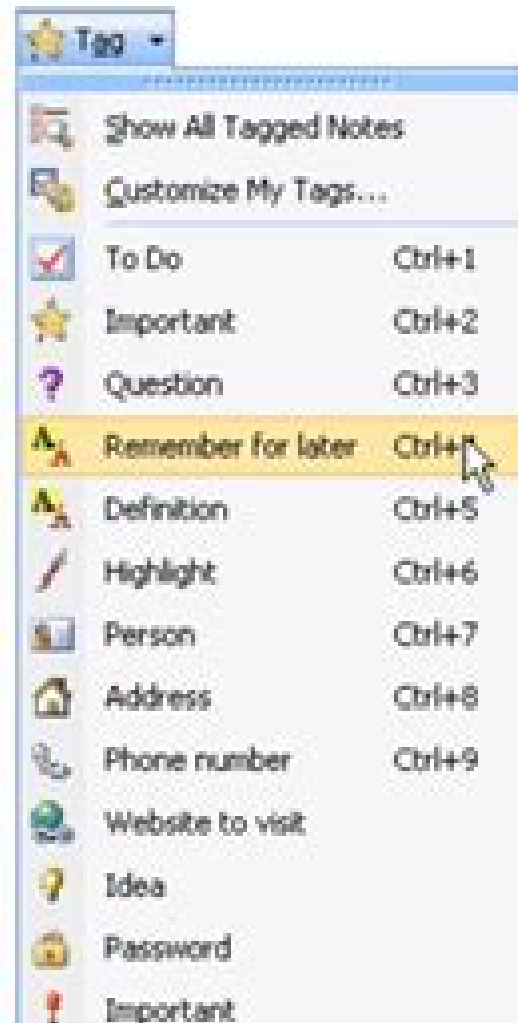 Tag
Show All Tagged Notes
Customize My Tags...
To Do Ctrl+1
Important Ctrl+2
Question Ctrl+3
Remember for later
Definition Ctrl+5
Highlight Ctrl+6
Person Ctrl+7
Address Ctrl+8
Phone number Ctrl+9
Website to visit
Idea
Password
Important